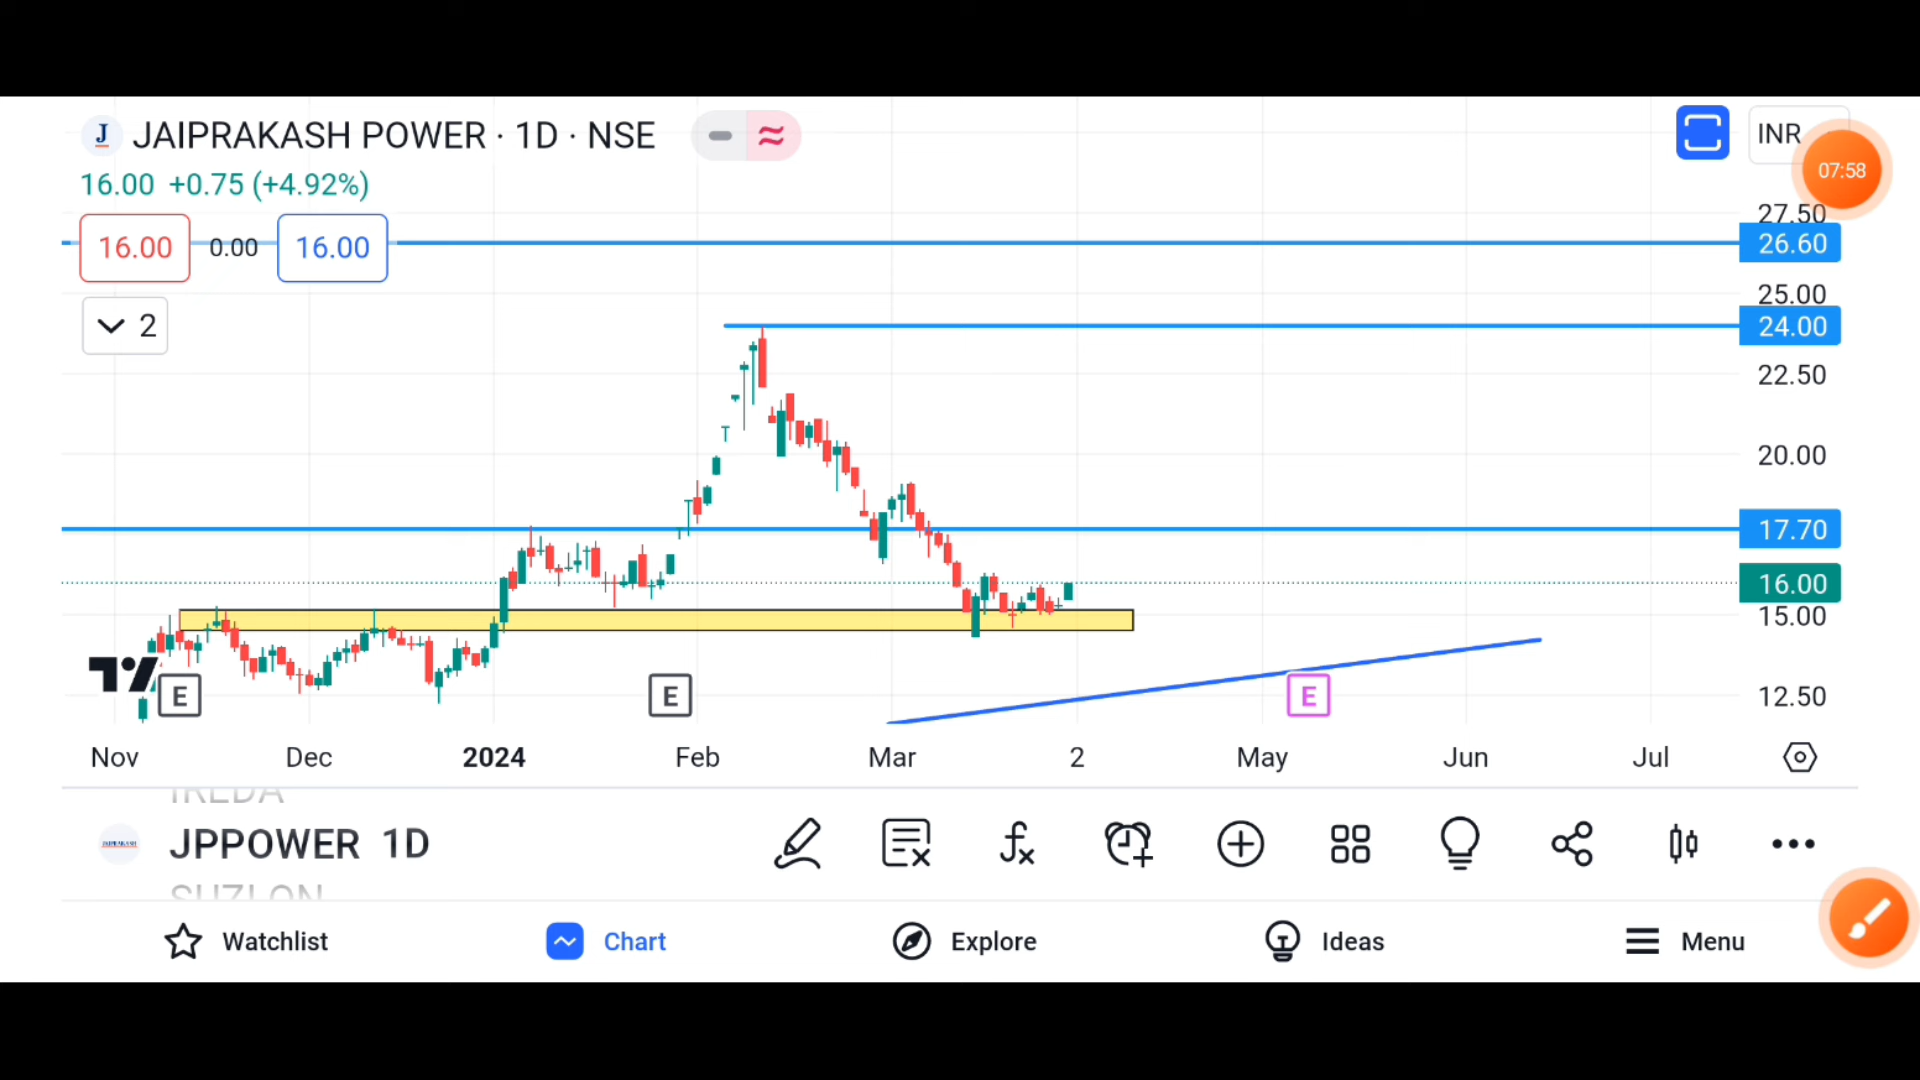 J JAIPRAKASH POWER · 1D · NSE
INR
07:58
16.00 +0.75 (+4.92%)
16.00 0.00 16.00
2
27.50
26.60
25.00
24.00
22.50
20.00
17.70
16.00
15.00
12.50
E E E
Nov Dec 2024 Feb Mar 2 May Jun Jul
IREDA
JPPOWER 1D
SUZLON
Watchlist Chart Explore Ideas Menu